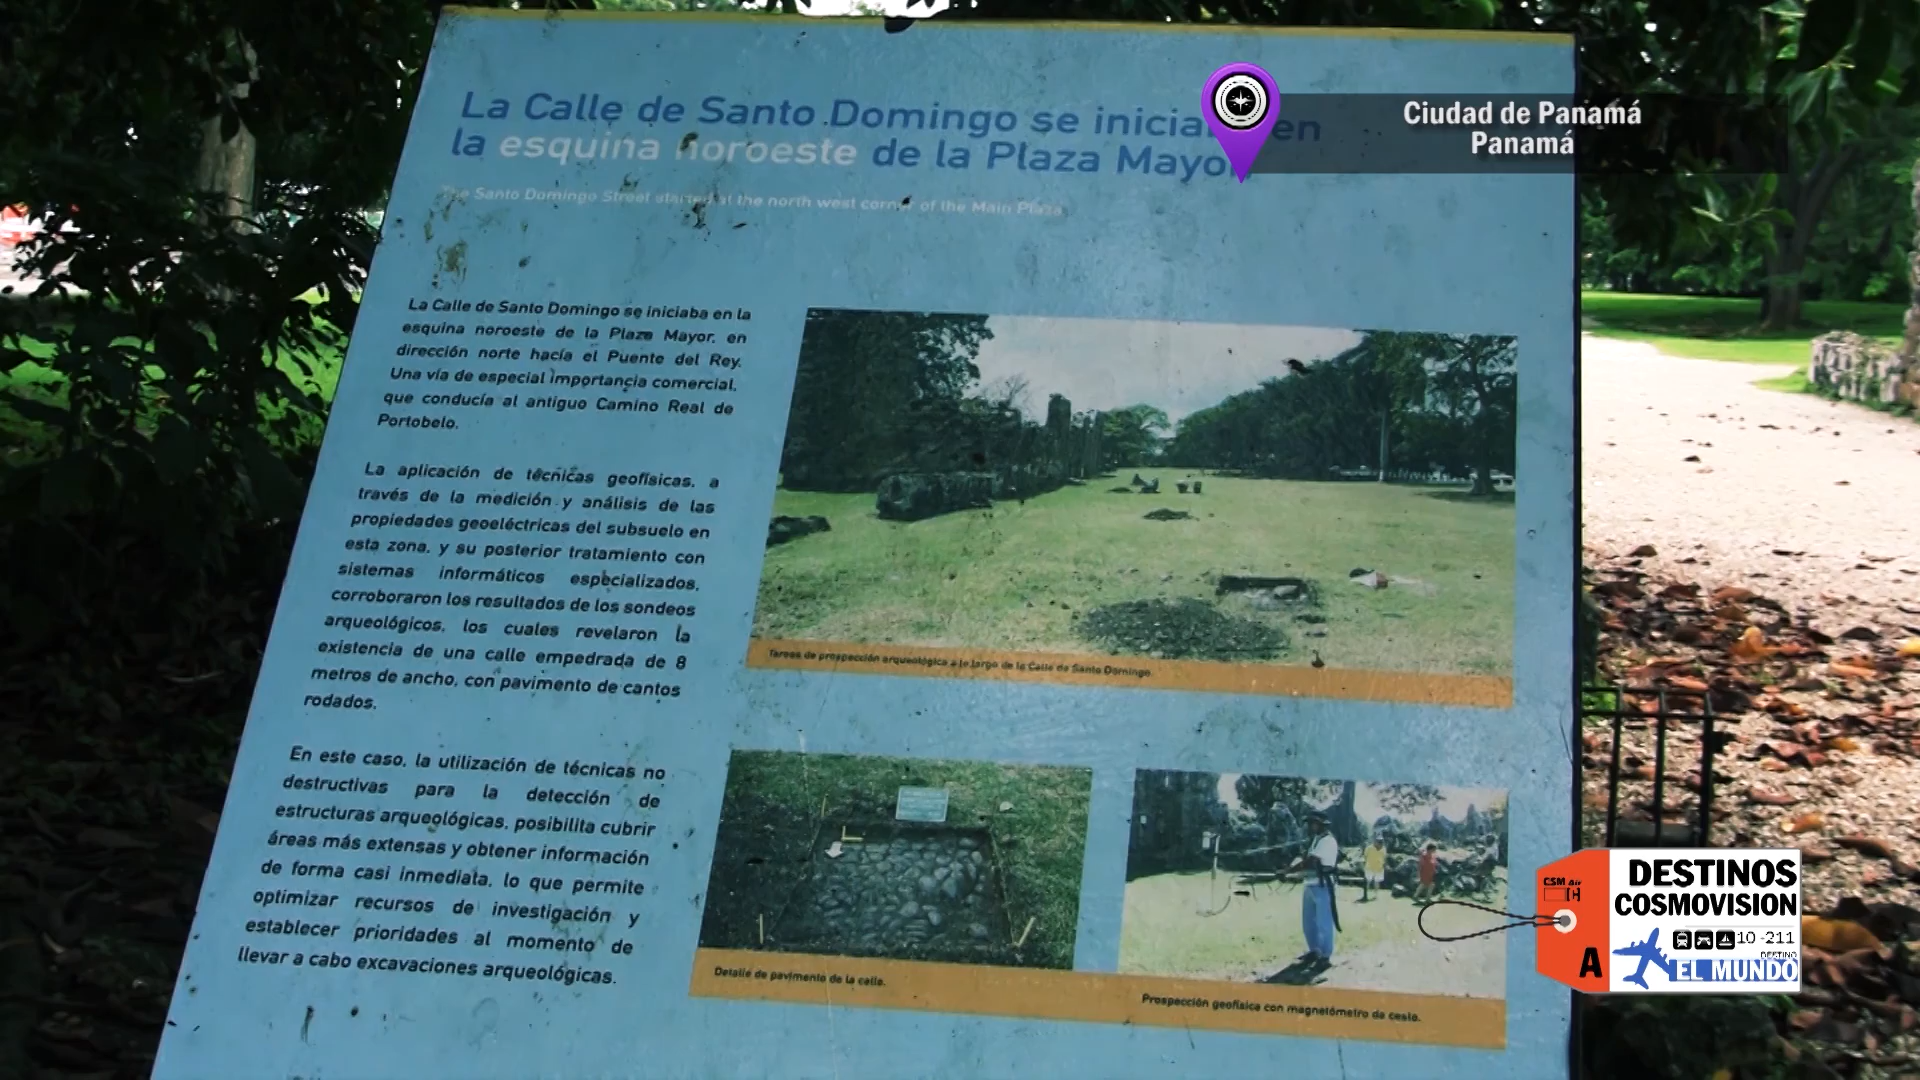 La Calle de Santo Domingo se inicia en
la esquina noroeste de la Plaza Mayor
The Santo Domingo Street started at the north west corner of the Main Plaza
Ciudad de Panamá
Panamá
La Calle de Santo Domingo se iniciaba en la
esquina noroeste de la Plaza Mayor, en
dirección norte hacía el Puente del Rey.
Una vía de especial importancia comercial,
que conducía al antiguo Camino Real de
Portobelo.
La aplicación de técnicas geofísicas, a
través de la medición y análisis de las
propiedades geoeléctricas del subsuelo en
esta zona, y su posterior tratamiento con
sistemas informáticos especializados,
corroboraron los resultados de los sondeos
arqueológicos, los cuales revelaron la
existencia de una calle empedrada de 8
metros de ancho, con pavimento de cantos
rodados.
En este caso, la utilización de técnicas no
destructivas para la detección de
estructuras arqueológicas, posibilita cubrir
áreas más extensas y obtener información
de forma casi inmediata, lo que permite
optimizar recursos de investigación y
establecer prioridades al momento de
llevar a cabo excavaciones arqueológicas.
Tareas de prospección arqueológica a lo largo de la Calle de Santo Domingo.
Detalle de pavimento de la calle.
Prospección geofísica con magnetómetro de cesio.
CSM Air
DESTINOS
COSMOVISION
10 -211
DESTINO
A
EL MUNDO